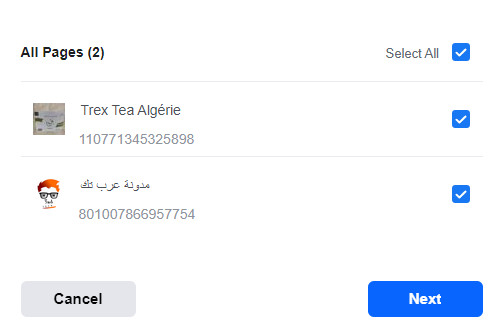 All Pages (2)
Select All
Trex Tea Algérie
110771345325898
مدونة عرب تك
801007866957754
Cancel
Next